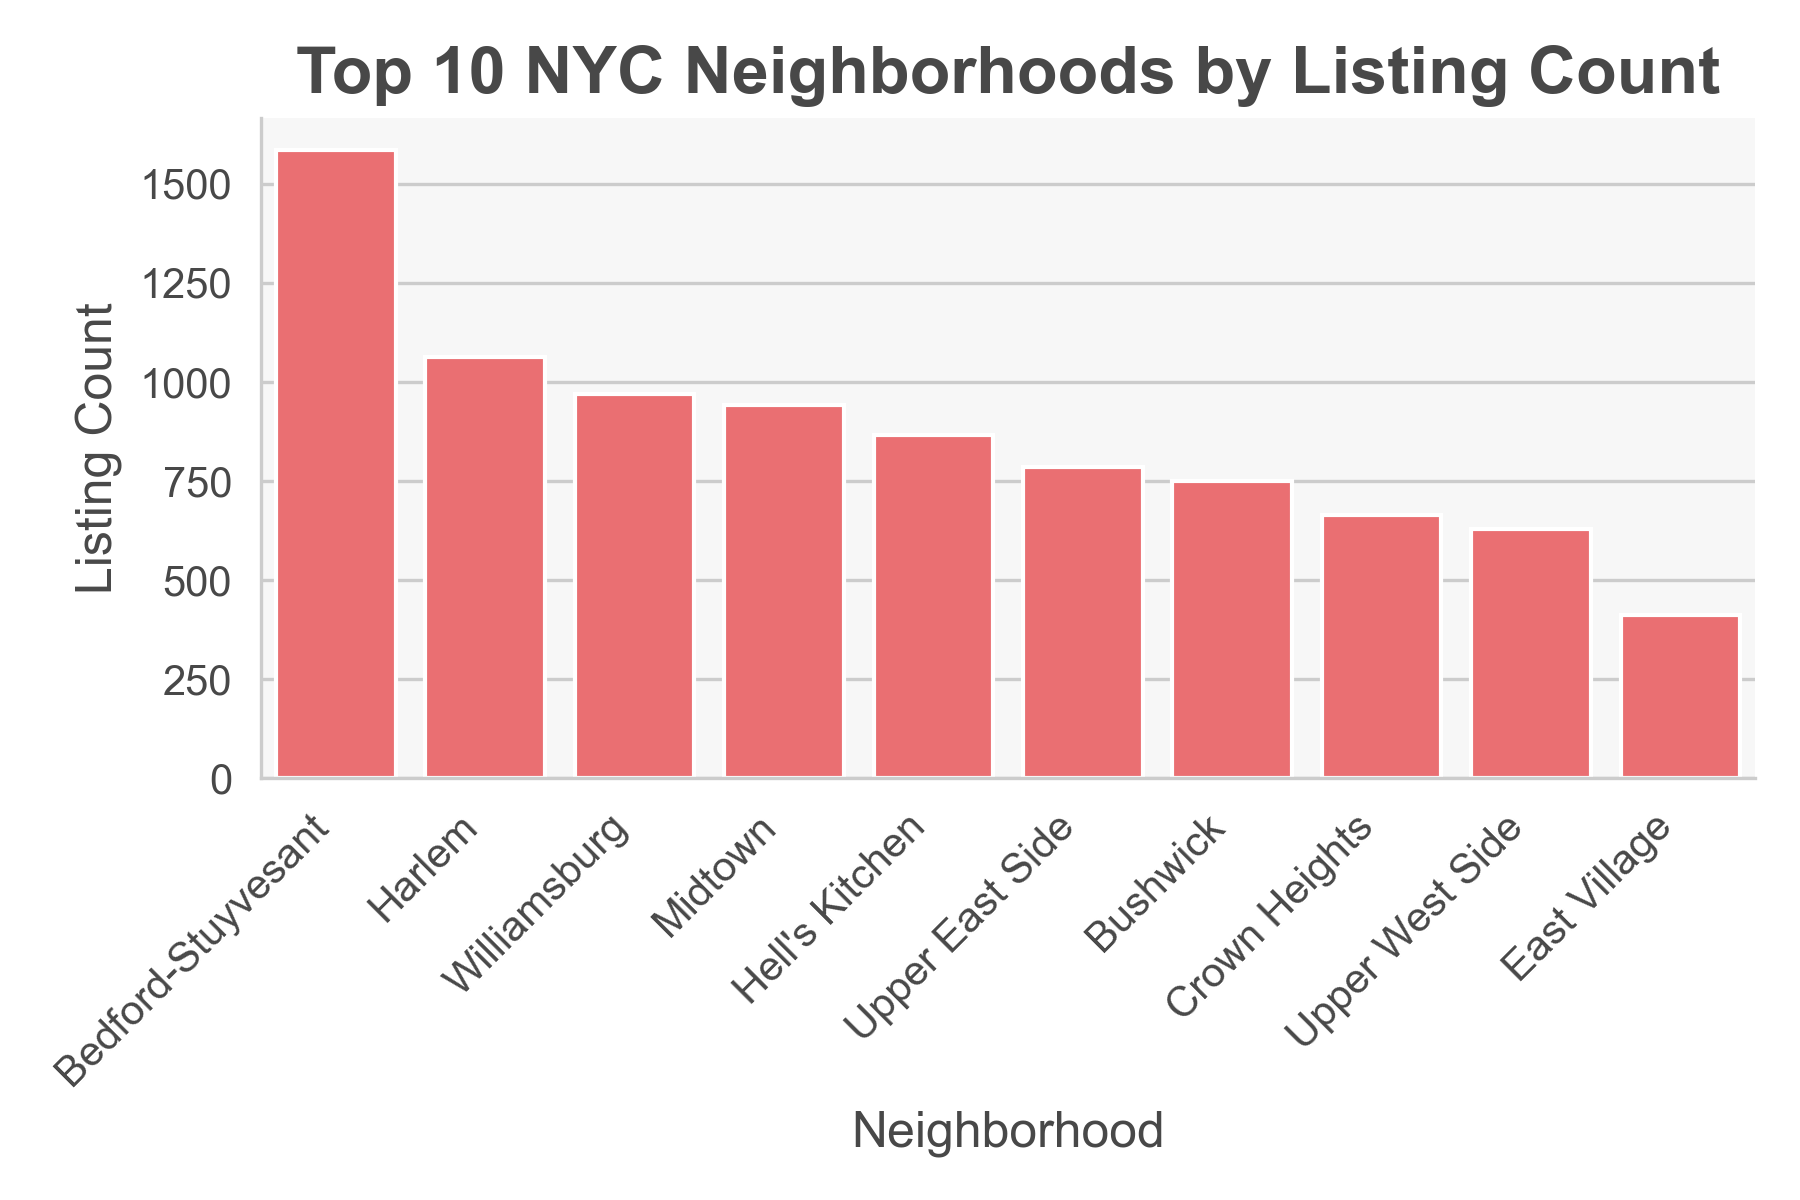 Top 10 NYC Neighborhoods by Listing Count
Listing Count
1500
1250
1000
750
500
250
0
Bedford-Stuyvesant
Harlem
Williamsburg
Midtown
Hell's Kitchen
Upper East Side
Bushwick
Crown Heights
Upper West Side
East Village
Neighborhood